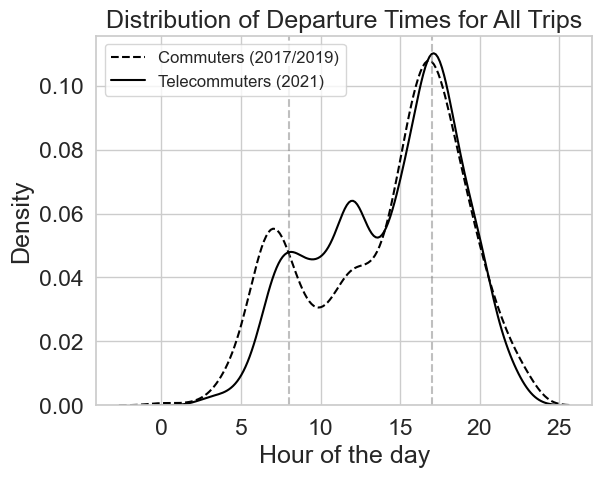 Distribution of Departure Times for All Trips
Commuters (2017/2019)
Telecommuters (2021)
0.10
0.08
0.06
0.04
0.02
0.00
Density
0 5 10 15 20 25
Hour of the day